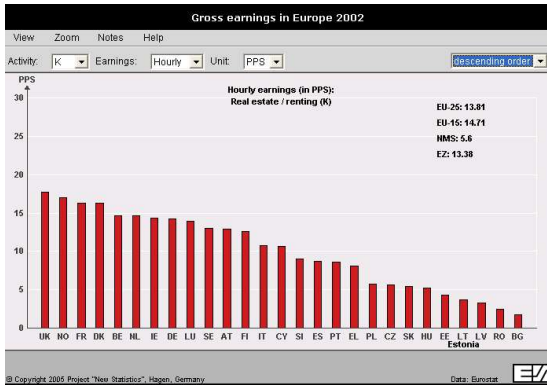 Gross earnings in Europe 2002
View Zoom Notes Help
Activity: K Earnings: Hourly Unit: PPS descending order
PPS
Hourly earnings (in PPS):
Real estate / renting (K)
EU-25: 13.81
EU-15: 14.71
NMS: 5.6
EZ: 13.38
30
25
20
15
10
5
0
UK NO FR DK BE NL IE DE LU SE AT FI IT CY SI ES PT EL PL CZ SK HU EE LT LV RO BG
Estonia
© Copyright 2005 Project "New Statistics", Hagen, Germany Data: Eurostat